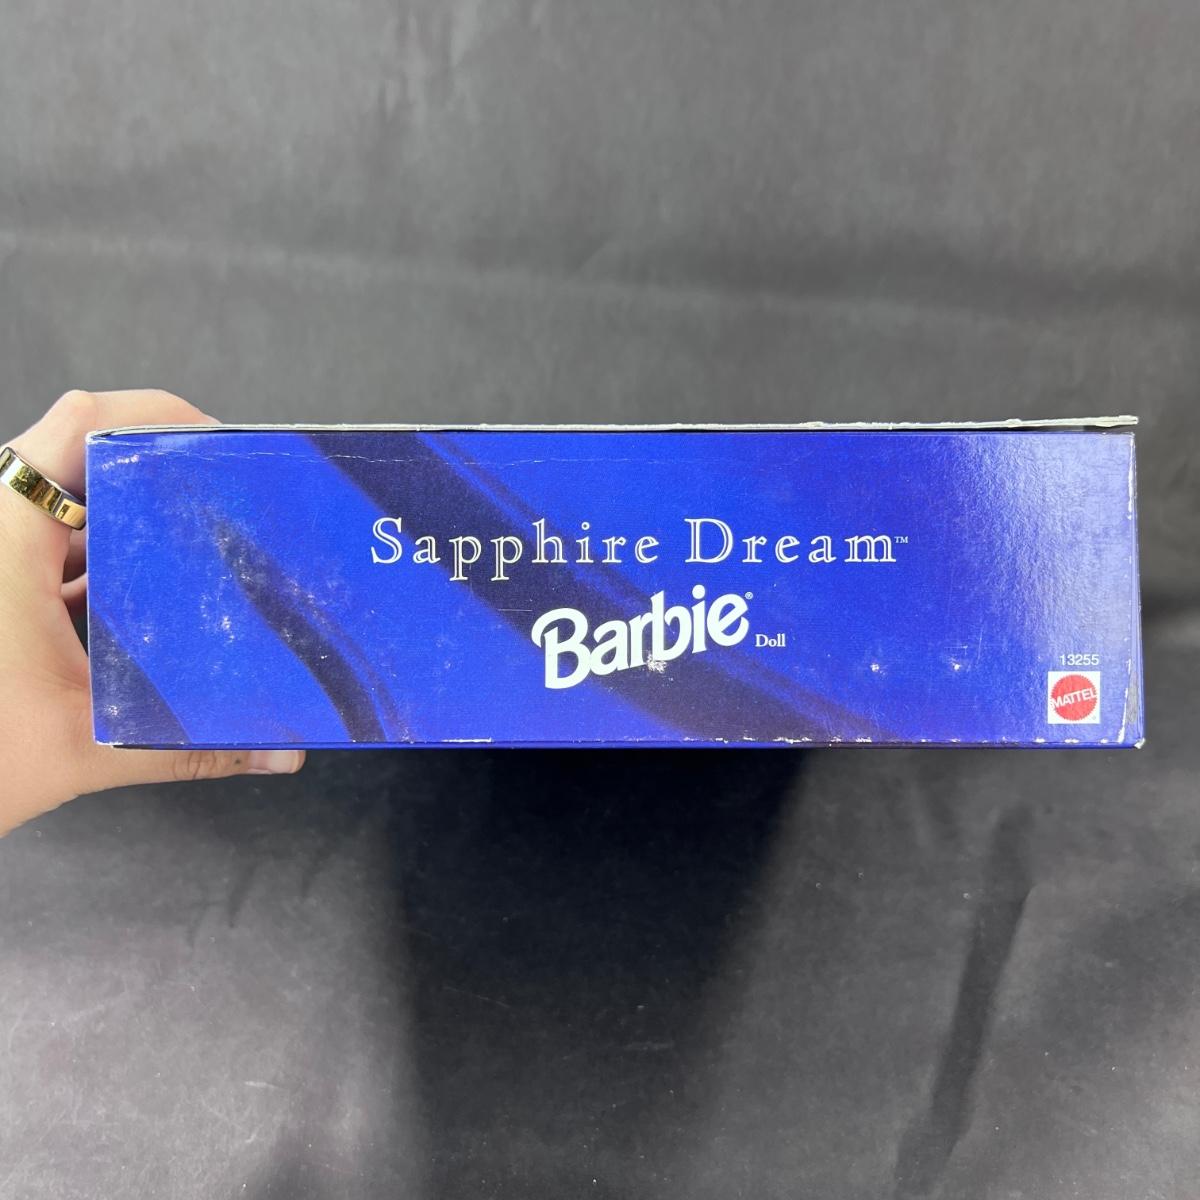 Sapphire Dream™
Barbie® Doll
13255
MATTEL
®